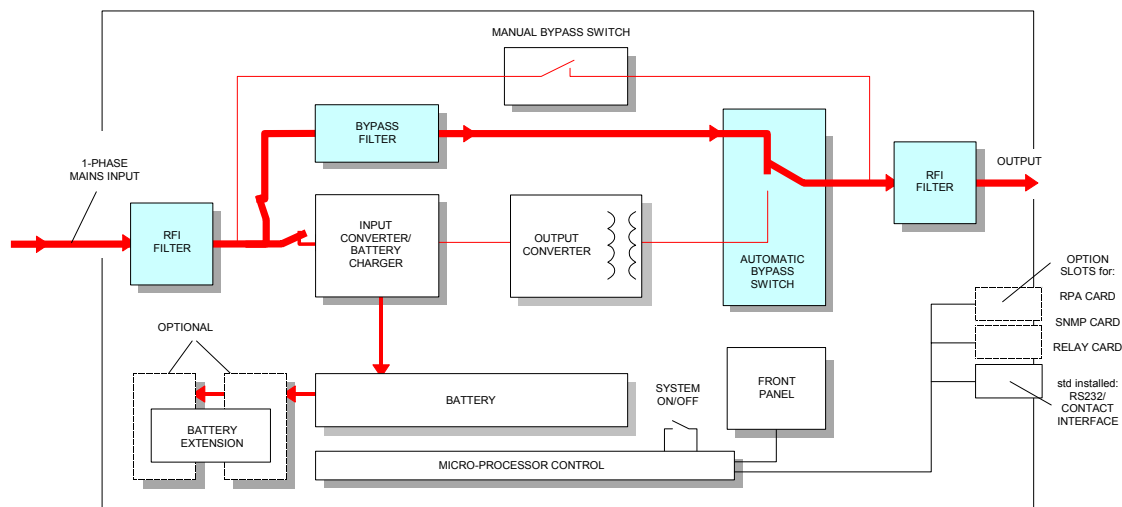 MANUAL BYPASS SWITCH
BYPASS
FILTER
1-PHASE
MAINS INPUT
RFI
FILTER
INPUT
CONVERTER/
BATTERY
CHARGER
OUTPUT
CONVERTER
AUTOMATIC
BYPASS
SWITCH
RFI
FILTER
OUTPUT
OPTION
SLOTS for:
RPA CARD
SNMP CARD
RELAY CARD
std installed:
RS232/
CONTACT
INTERFACE
OPTIONAL
BATTERY
EXTENSION
BATTERY
SYSTEM
ON/OFF
FRONT
PANEL
MICRO-PROCESSOR CONTROL